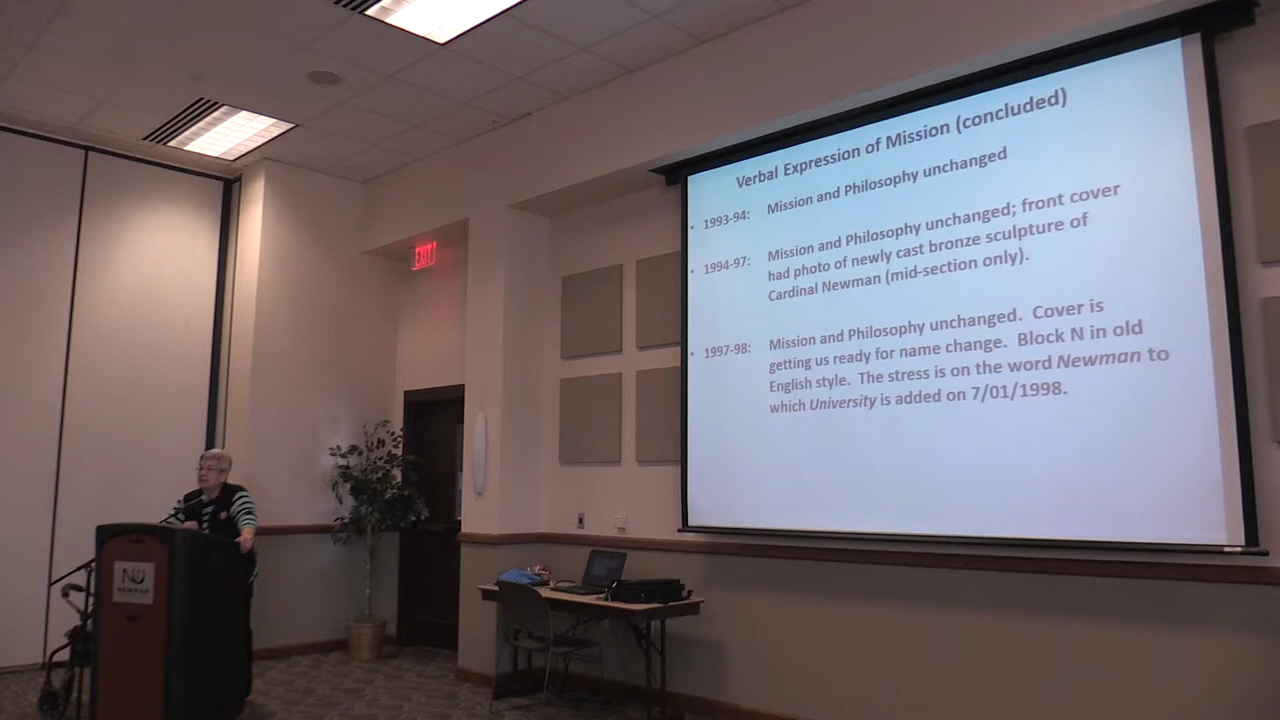 Verbal Expression of Mission (concluded)
• 1993-94: Mission and Philosophy unchanged
• 1994-97: Mission and Philosophy unchanged; front cover
had photo of newly cast bronze sculpture of
Cardinal Newman (mid-section only).
• 1997-98: Mission and Philosophy unchanged. Cover is
getting us ready for name change. Block N in old
English style. The stress is on the word Newman to
which University is added on 7/01/1998.
EXIT
NU
NEWMAN